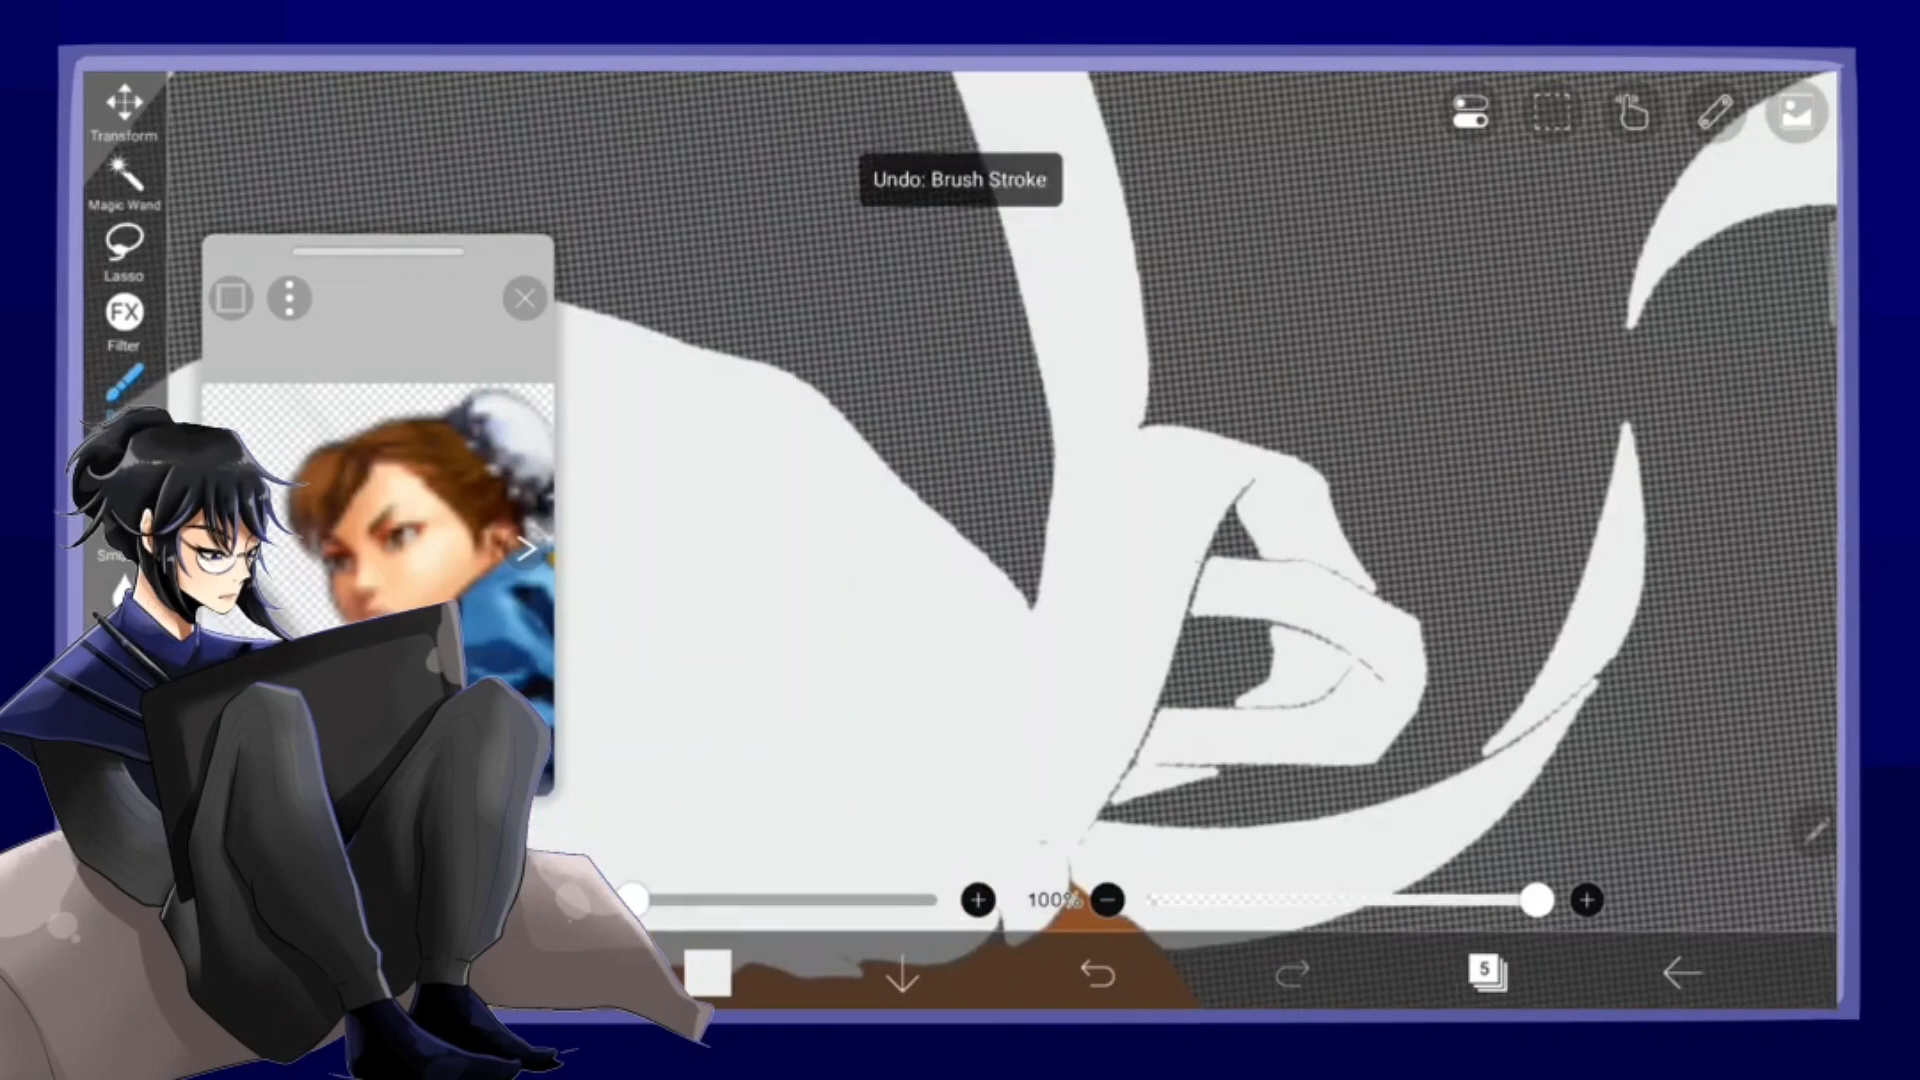 Transform
Undo: Brush Stroke
Magic Wand
Lasso
FX
Filter
100%
5